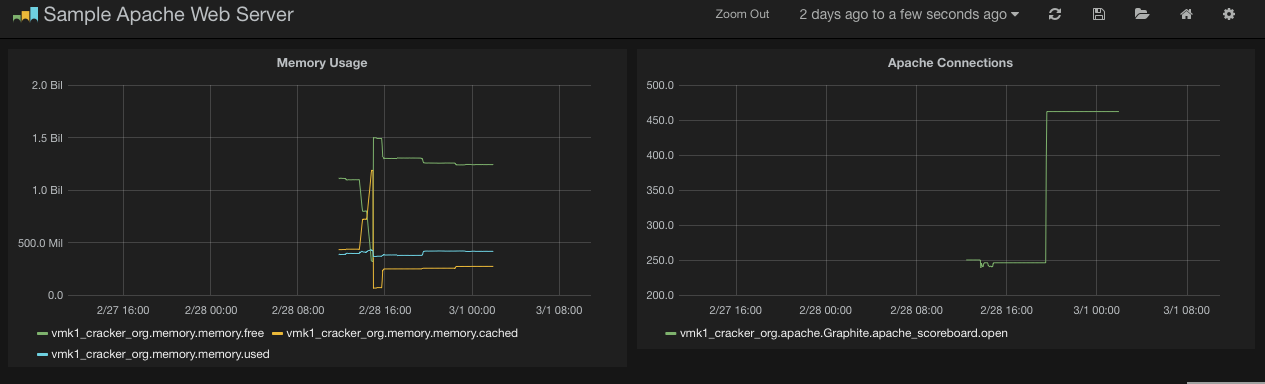 Sample Apache Web Server
Zoom Out 2 days ago to a few seconds ago
Memory Usage
2.0 Bil
1.5 Bil
1.0 Bil
500.0 Mil
0.0
2/27 16:00 2/28 00:00 2/28 08:00 2/28 16:00 3/1 00:00 3/1 08:00
vmk1_cracker_org.memory.memory.free vmk1_cracker_org.memory.memory.cached
vmk1_cracker_org.memory.memory.used
Apache Connections
500.0
450.0
400.0
350.0
300.0
250.0
200.0
2/27 16:00 2/28 00:00 2/28 08:00 2/28 16:00 3/1 00:00 3/1 08:00
vmk1_cracker_org.apache.Graphite.apache_scoreboard.open